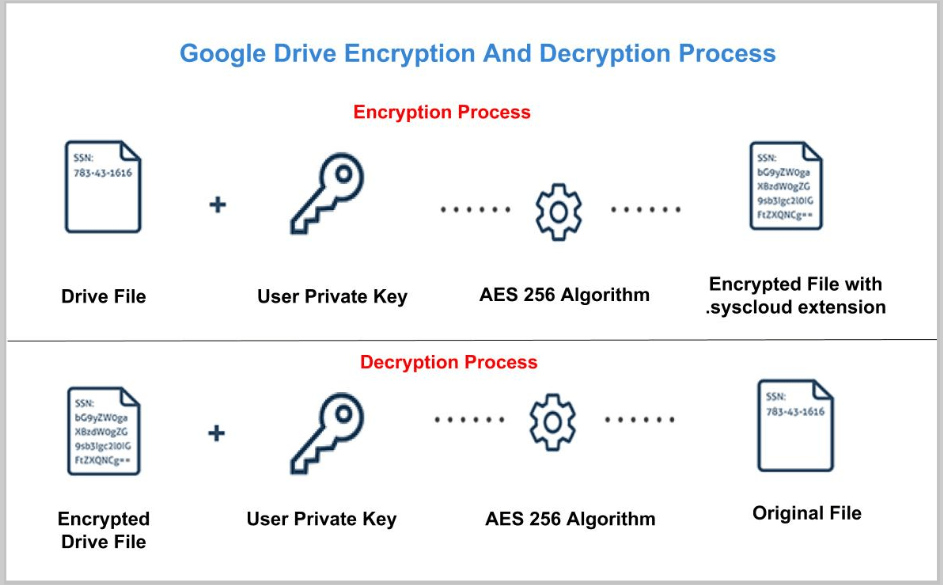 Google Drive Encryption And Decryption Process
Encryption Process
SSN:
783-43-1616
+
SSN:
bG9yZW0ga
XBzdW0gZG
9sb3Igc2l0IG
FtZXQNCg==
Drive File
User Private Key
AES 256 Algorithm
Encrypted File with
.syscloud extension
Decryption Process
SSN:
bG9yZW0ga
XBzdW0gZG
9sb3Igc2l0IG
FtZXQNCg==
+
SSN:
783-43-1616
Encrypted
Drive File
User Private Key
AES 256 Algorithm
Original File